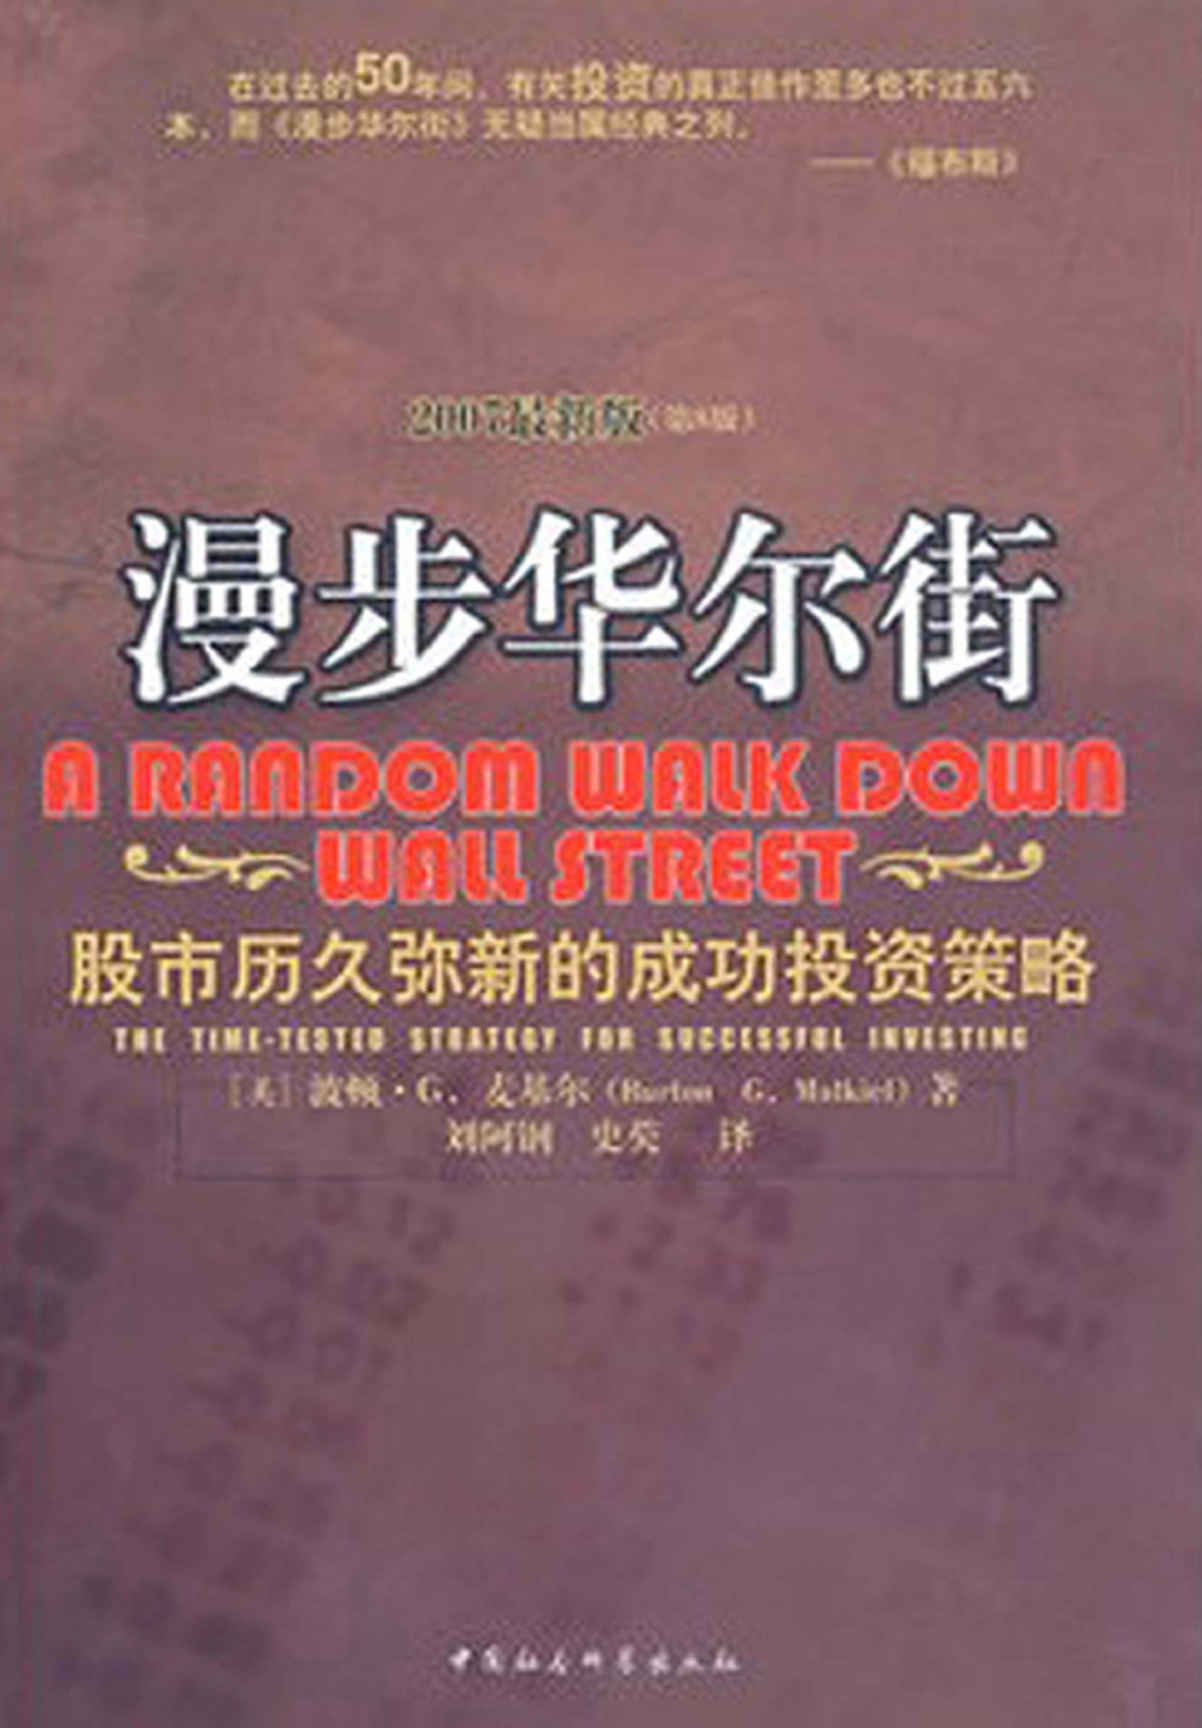 在过去的50年间，有关投资的真正佳作至多也不过五六
本，而《漫步华尔街》无疑当属经典之列。
——《福布斯》
2007最新版（第8版）
漫步华尔街
A RANDOM WALK DOWN
WALL STREET
股市历久弥新的成功投资策略
THE TIME-TESTED STRATEGY FOR SUCCESSFUL INVESTING
［美］波顿·G．麦基尔（Burton G．Malkiel）著
刘阿钢 史芡 译
中国社会科学出版社